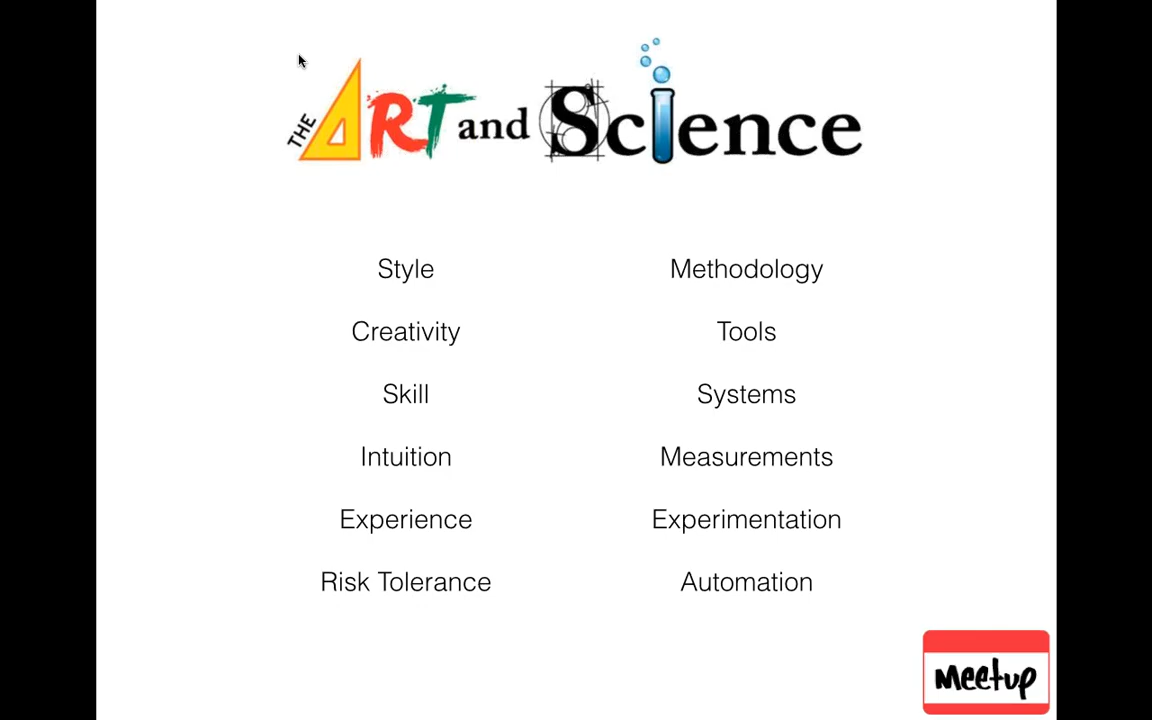 THE ART and Science
Style
Methodology
Creativity
Tools
Skill
Systems
Intuition
Measurements
Experience
Experimentation
Risk Tolerance
Automation
Meetup